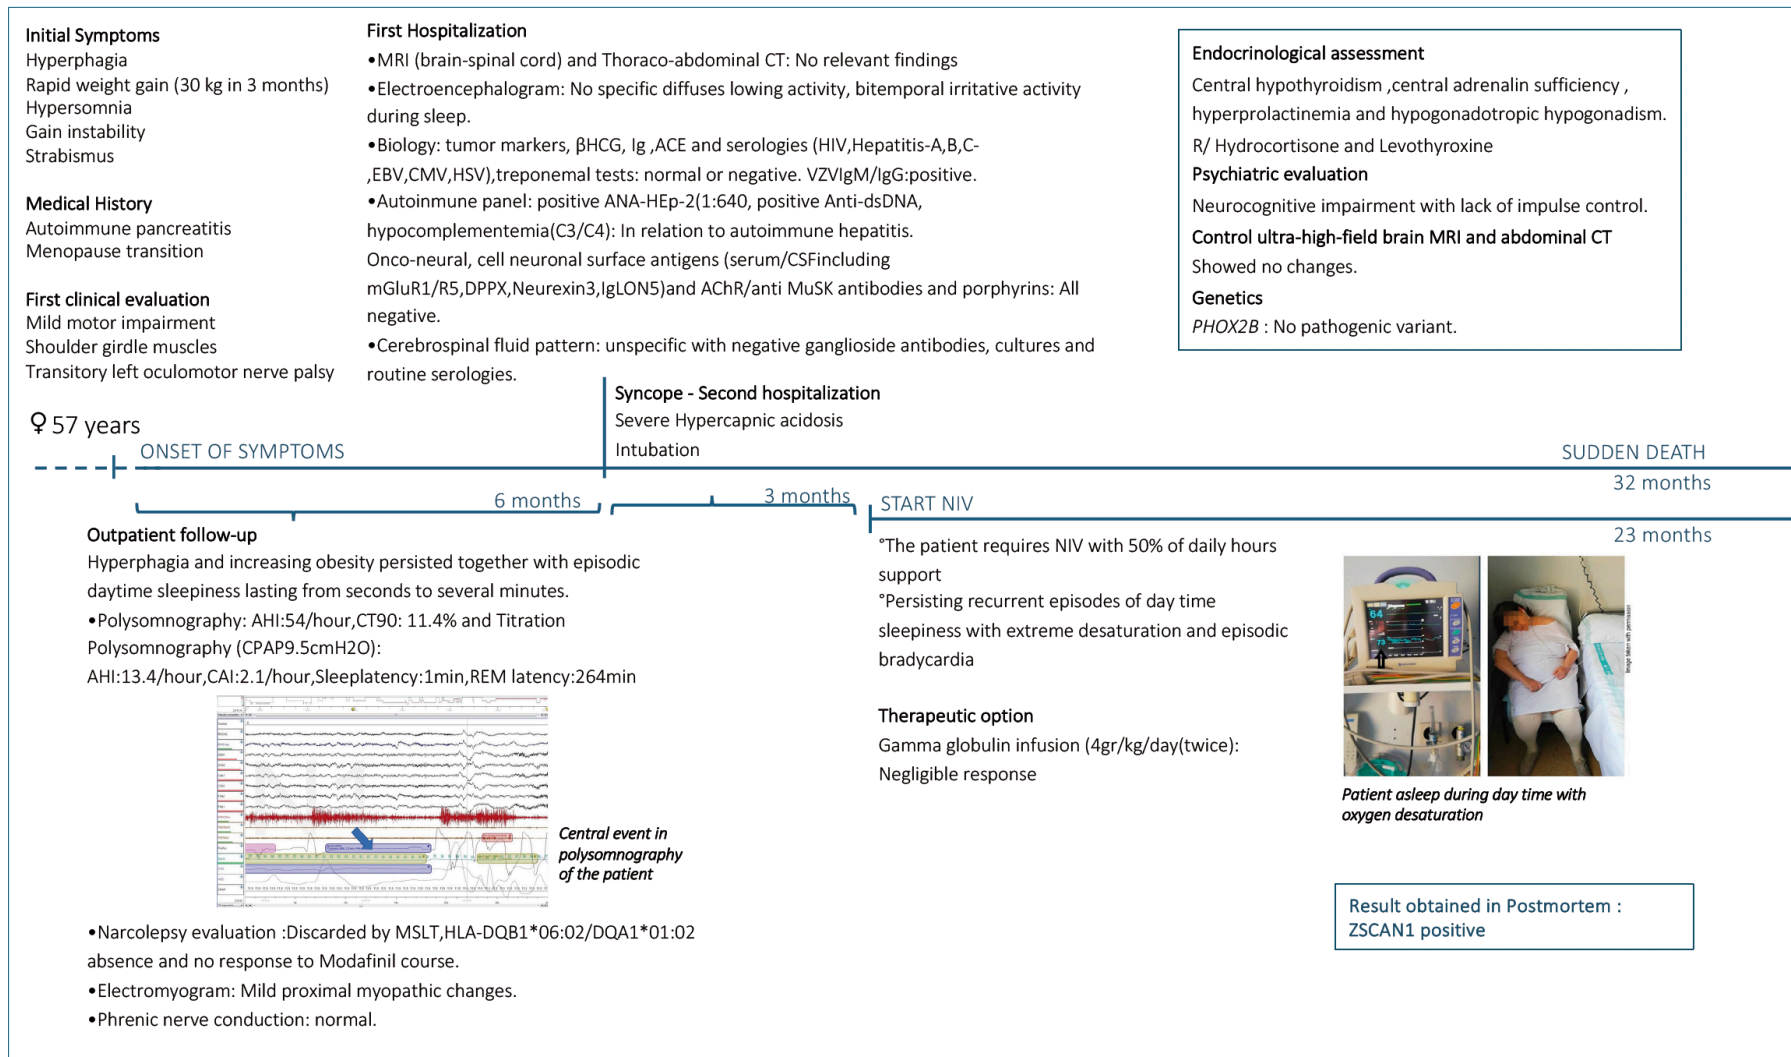 Initial Symptoms
Hyperphagia
Rapid weight gain (30 kg in 3 months)
Hypersomnia
Gain instability
Strabismus
Medical History
Autoimmune pancreatitis
Menopause transition
First clinical evaluation
Mild motor impairment
Shoulder girdle muscles
Transitory left oculomotor nerve palsy
First Hospitalization
•MRI (brain-spinal cord) and Thoraco-abdominal CT: No relevant findings
•Electroencephalogram: No specific diffuses lowing activity, bitemporal irritative activity
during sleep.
•Biology: tumor markers, βHCG, Ig ,ACE and serologies (HIV,Hepatitis-A,B,C-
,EBV,CMV,HSV),treponemal tests: normal or negative. VZVIgM/IgG:positive.
•Autoinmune panel: positive ANA-HEp-2(1:640, positive Anti-dsDNA,
hypocomplementemia(C3/C4): In relation to autoimmune hepatitis.
Onco-neural, cell neuronal surface antigens (serum/CSFincluding
mGluR1/R5,DPPX,Neurexin3,IgLON5)and AChR/anti MuSK antibodies and porphyrins: All
negative.
•Cerebrospinal fluid pattern: unspecific with negative ganglioside antibodies, cultures and
routine serologies.
Endocrinological assessment
Central hypothyroidism ,central adrenalin sufficiency ,
hyperprolactinemia and hypogonadotropic hypogonadism.
R/ Hydrocortisone and Levothyroxine
Psychiatric evaluation
Neurocognitive impairment with lack of impulse control.
Control ultra-high-field brain MRI and abdominal CT
Showed no changes.
Genetics
PHOX2B : No pathogenic variant.
Syncope - Second hospitalization
Severe Hypercapnic acidosis
Intubation
♀ 57 years
ONSET OF SYMPTOMS
SUDDEN DEATH
32 months
6 months
3 months
START NIV
23 months
Outpatient follow-up
Hyperphagia and increasing obesity persisted together with episodic
daytime sleepiness lasting from seconds to several minutes.
•Polysomnography: AHI:54/hour,CT90: 11.4% and Titration
Polysomnography (CPAP9.5cmH2O):
AHI:13.4/hour,CAI:2.1/hour,Sleeplatency:1min,REM latency:264min
Central event in
polysomnography
of the patient
•Narcolepsy evaluation :Discarded by MSLT,HLA-DQB1*06:02/DQA1*01:02
absence and no response to Modafinil course.
•Electromyogram: Mild proximal myopathic changes.
•Phrenic nerve conduction: normal.
°The patient requires NIV with 50% of daily hours
support
°Persisting recurrent episodes of day time
sleepiness with extreme desaturation and episodic
bradycardia
Therapeutic option
Gamma globulin infusion (4gr/kg/day(twice):
Negligible response
64
73
Image taken with permission
Patient asleep during day time with
oxygen desaturation
Result obtained in Postmortem :
ZSCAN1 positive